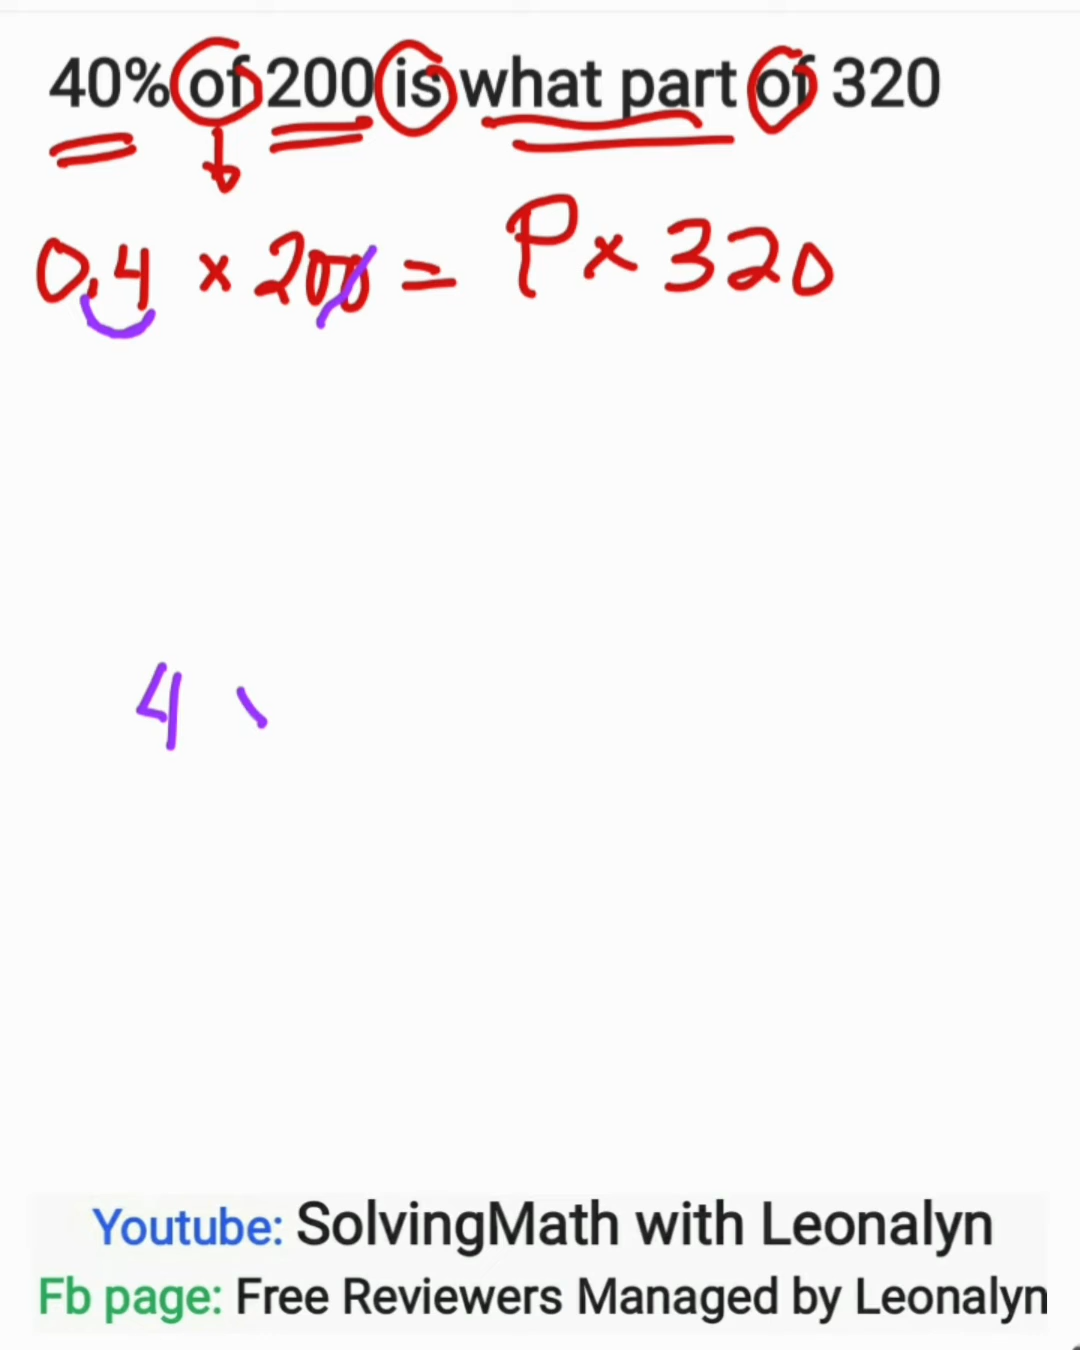 40% of 200 is what part of 320
0.4 x 200 = P x 320
4
Youtube: SolvingMath with Leonalyn
Fb page: Free Reviewers Managed by Leonalyn